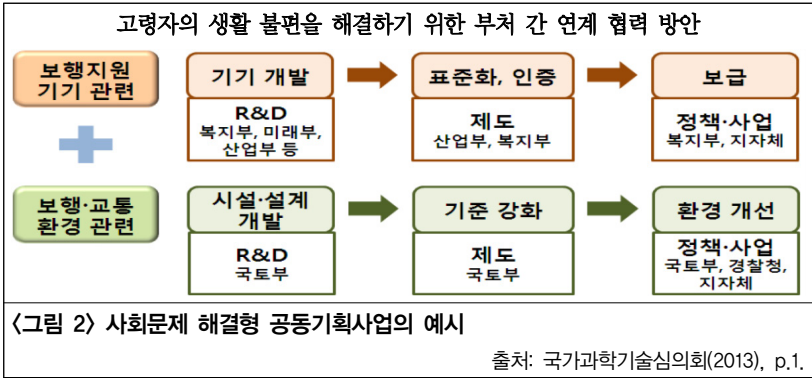 고령자의 생활 불편을 해결하기 위한 부처 간 연계 협력 방안
보행지원
기기 관련
기기 개발
R&D
복지부, 미래부,
산업부 등
표준화, 인증
제도
산업부, 복지부
보급
정책·사업
복지부, 지자체
보행·교통
환경 관련
시설·설계
개발
R&D
국토부
기준 강화
제도
국토부
환경 개선
정책·사업
국토부, 경찰청,
지자체
〈그림 2〉 사회문제 해결형 공동기획사업의 예시
출처: 국가과학기술심의회(2013), p.1.